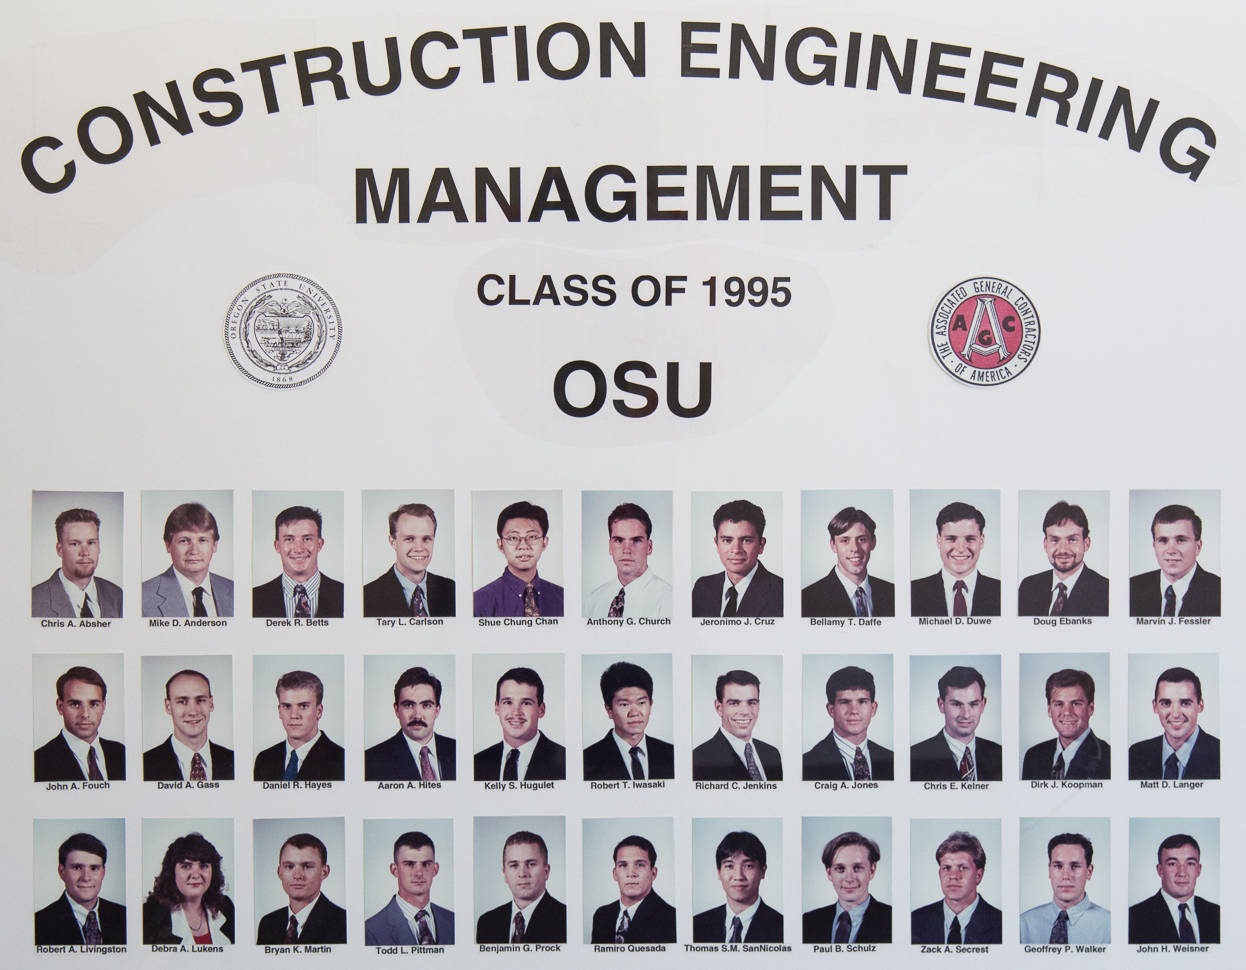 CONSTRUCTION ENGINEERING
MANAGEMENT
CLASS OF 1995
OSU
OREGON STATE UNIVERSITY
1868
THE ASSOCIATED GENERAL CONTRACTORS
OF AMERICA
A G C
Chris A. Absher
Mike D. Anderson
Derek R. Betts
Tary L. Carlson
Shue Chung Chan
Anthony G. Church
Jeronimo J. Cruz
Bellamy T. Daffe
Michael D. Duwe
Doug Ebanks
Marvin J. Fessler
John A. Fouch
David A. Gass
Daniel R. Hayes
Aaron A. Hites
Kelly S. Hugulet
Robert T. Iwasaki
Richard C. Jenkins
Craig A. Jones
Chris E. Kelner
Dirk J. Koopman
Matt D. Langer
Robert A. Livingston
Debra A. Lukens
Bryan K. Martin
Todd L. Pittman
Benjamin G. Prock
Ramiro Quesada
Thomas S.M. SanNicolas
Paul B. Schulz
Zack A. Secrest
Geoffrey P. Walker
John H. Weisner